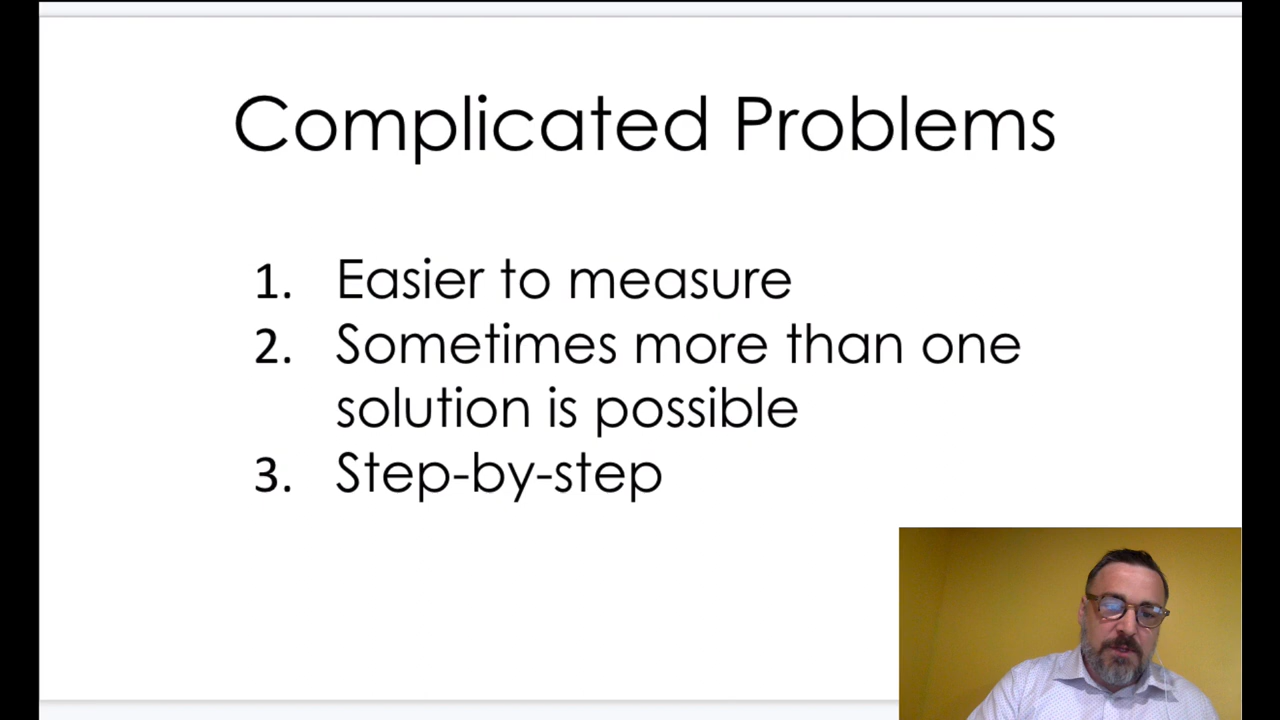 Complicated Problems
1. Easier to measure
2. Sometimes more than one
solution is possible
3. Step-by-step